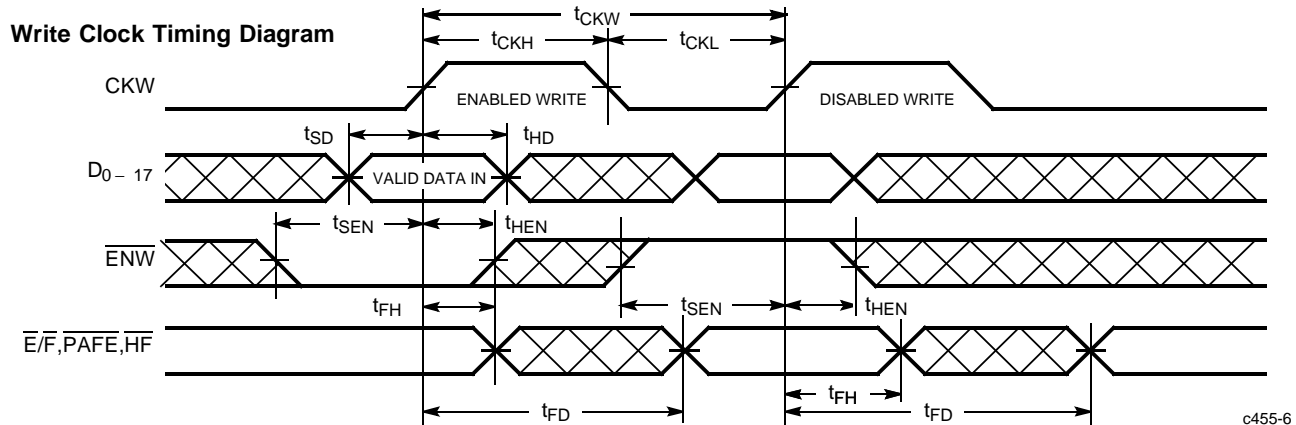 Write Clock Timing Diagram
tCKW
tCKH
tCKL
CKW
ENABLED WRITE
DISABLED WRITE
tSD
tHD
D0 – 17
VALID DATA IN
tSEN
tHEN
ENW
tFH
tSEN
tHEN
E/F,PAFE,HF
tFH
tFD
tFD
c455-6